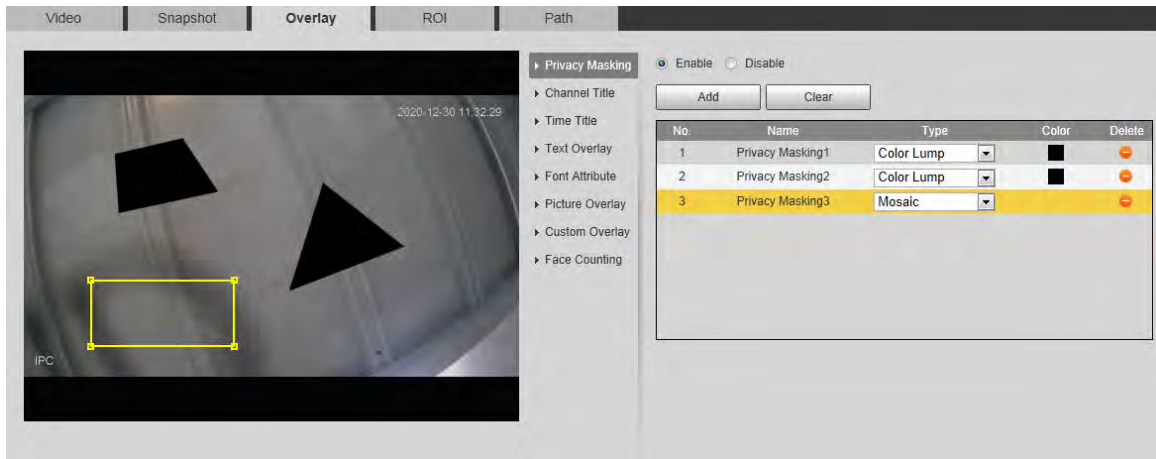 Video Snapshot Overlay ROI Path
2020-12-30 11:32:29
IPC
Privacy Masking
Channel Title
Time Title
Text Overlay
Font Attribute
Picture Overlay
Custom Overlay
Face Counting
Enable Disable
Add Clear
No. Name Type Color Delete
1 Privacy Masking1 Color Lump
2 Privacy Masking2 Color Lump
3 Privacy Masking3 Mosaic